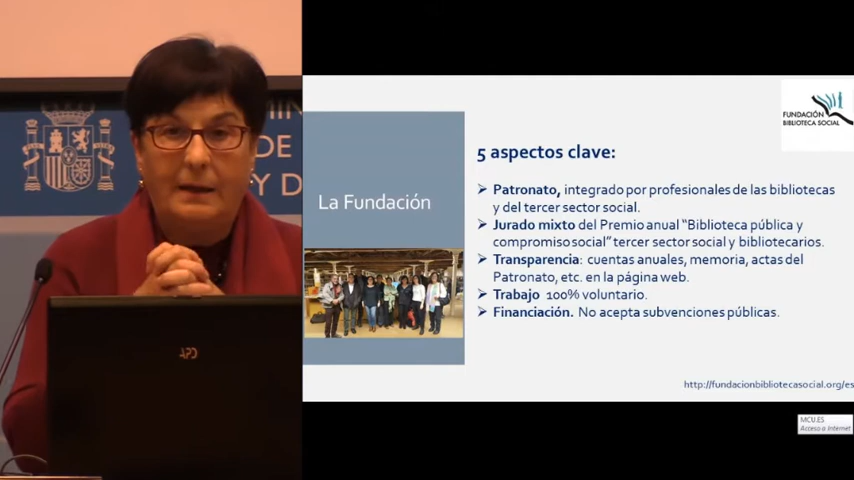 MIN
DE
Y D
APD
La Fundación
FUNDACIÓN
BIBLIOTECA SOCIAL
5 aspectos clave:
➢ Patronato, integrado por profesionales de las bibliotecas
y del tercer sector social.
➢ Jurado mixto del Premio anual “Biblioteca pública y
compromiso social” tercer sector social y bibliotecarios.
➢ Transparencia: cuentas anuales, memoria, actas del
Patronato, etc. en la página web.
➢ Trabajo 100% voluntario.
➢ Financiación. No acepta subvenciones públicas.
http://fundacionbibliotecasocial.org/es
MCU.ES
Acceso a Internet